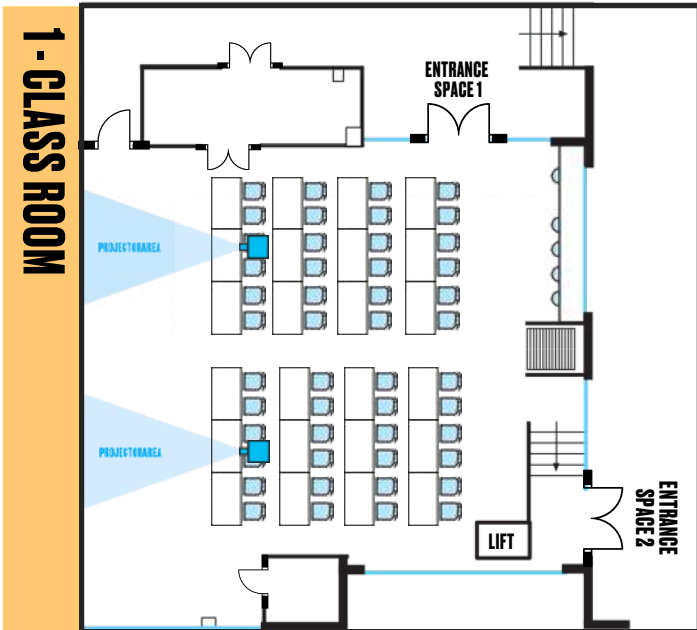 1 - CLASS ROOM
ENTRANCE
SPACE 1
PROJECTORAREA
PROJECTORAREA
ENTRANCE
SPACE 2
LIFT